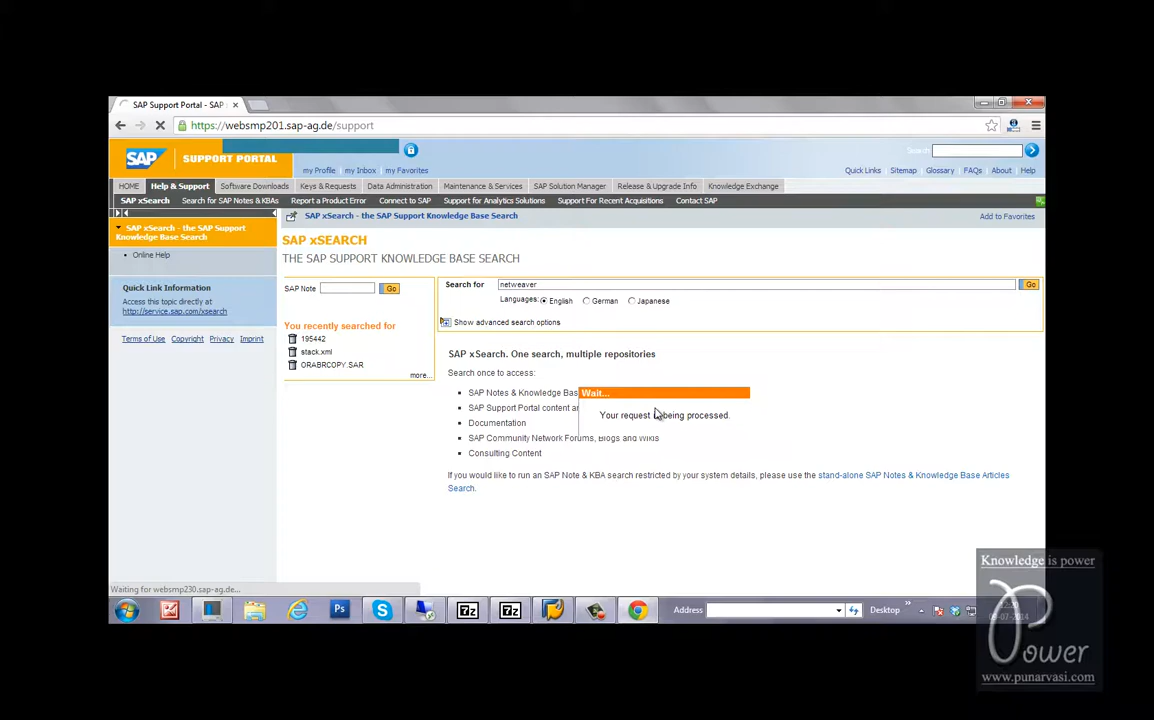 SAP Support Portal - SAP
https://websmp201.sap-ag.de/support
SAP
SUPPORT PORTAL
Search
my Profile my Inbox my Favorites
Quick Links Sitemap Glossary FAQs About Help
HOME Help & Support Software Downloads Keys & Requests Data Administration Maintenance & Services SAP Solution Manager Release & Upgrade Info Knowledge Exchange
SAP xSearch Search for SAP Notes & KBAs Report a Product Error Connect to SAP Support for Analytics Solutions Support For Recent Acquisitions Contact SAP
SAP xSearch - the SAP Support Knowledge Base Search
Add to Favorites
SAP xSearch - the SAP Support
Knowledge Base Search
Online Help
Quick Link Information
Access this topic directly at
http://service.sap.com/xsearch
Terms of Use Copyright Privacy Imprint
SAP xSEARCH
THE SAP SUPPORT KNOWLEDGE BASE SEARCH
SAP Note Go
You recently searched for
195442
stack.xml
ORABRCOPY.SAR
more...
Search for netweaver Go
Languages: English German Japanese
Show advanced search options
SAP xSearch. One search, multiple repositories
Search once to access:
SAP Notes & Knowledge Bas
SAP Support Portal content a
Documentation
SAP Community Network Forums, Blogs and Wikis
Consulting Content
Wait...
Your request being processed.
If you would like to run an SAP Note & KBA search restricted by your system details, please use the stand-alone SAP Notes & Knowledge Base Articles
Search.
Waiting for websmp230.sap-ag.de...
Ps
7z
7z
Address
Desktop
12:20
09-07-2014
Knowledge is power
Power
www.punarvasi.com